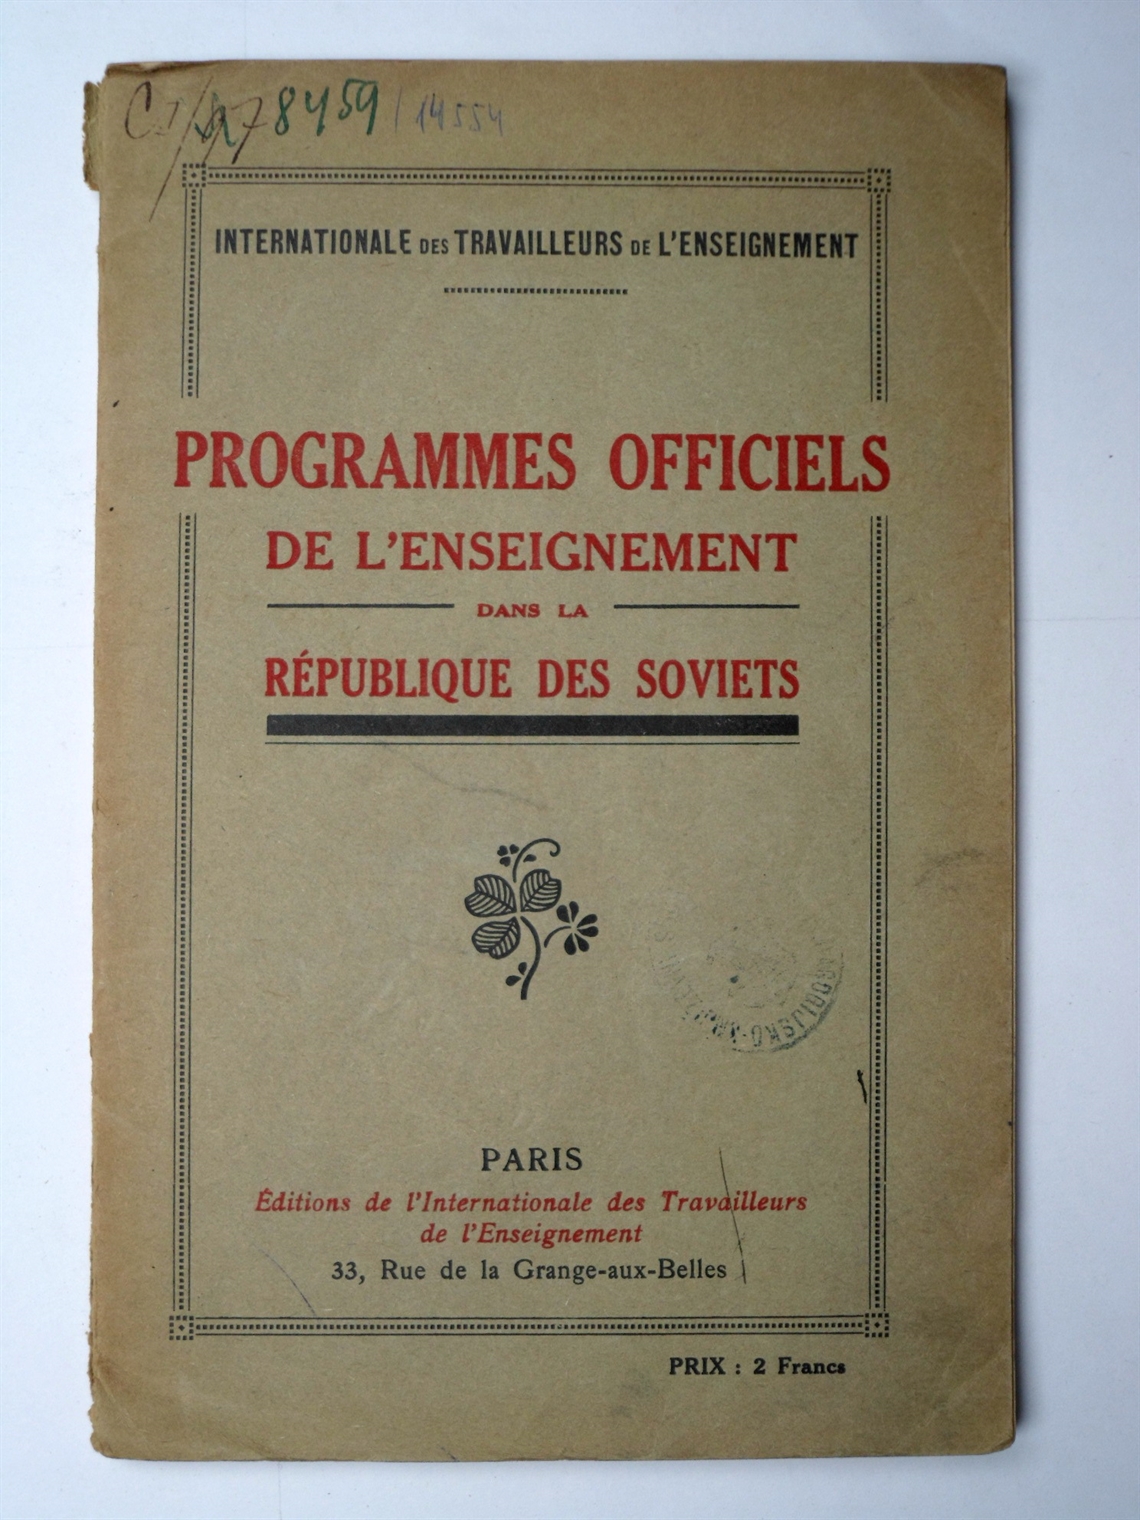 8459 / 14554
INTERNATIONALE DES TRAVAILLEURS DE L'ENSEIGNEMENT
PROGRAMMES OFFICIELS
DE L'ENSEIGNEMENT
DANS LA
RÉPUBLIQUE DES SOVIETS
PARIS
Éditions de l'Internationale des Travailleurs
de l'Enseignement
33, Rue de la Grange-aux-Belles
PRIX : 2 Francs